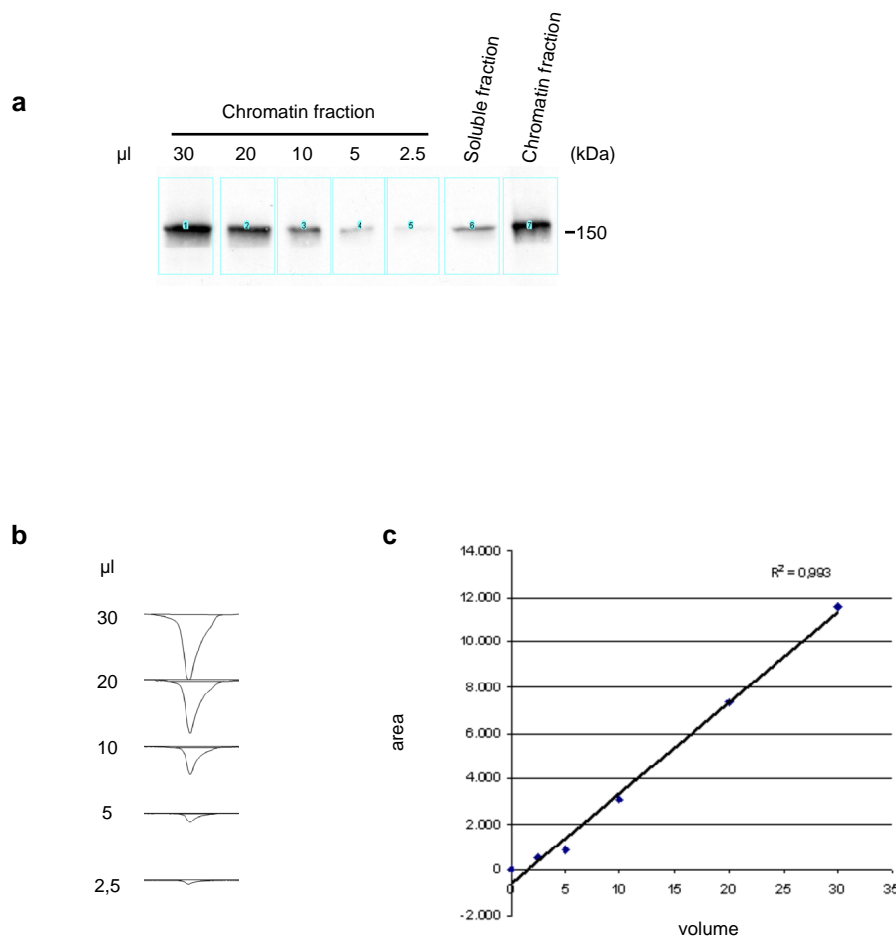 a
Chromatin fraction
Soluble fraction
Chromatin fraction
µl 30 20 10 5 2.5 (kDa)
1 2 3 4 5 6 7
–150
b
µl
30
20
10
5
2,5
c
14.000
R² = 0,993
12.000
10.000
8.000
6.000
4.000
2.000
0
-2.000
0 5 10 15 20 25 30 35
area
volume